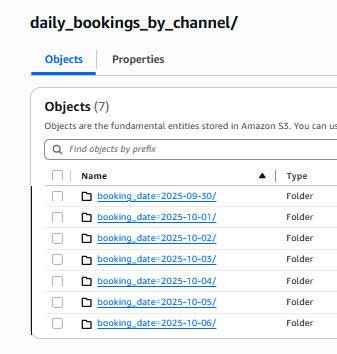 daily_bookings_by_channel/
Objects
Properties
Objects (7)
Objects are the fundamental entities stored in Amazon S3. You can us
Find objects by prefix
Name
Type
booking_date=2025-09-30/
Folder
booking_date=2025-10-01/
Folder
booking_date=2025-10-02/
Folder
booking_date=2025-10-03/
Folder
booking_date=2025-10-04/
Folder
booking_date=2025-10-05/
Folder
booking_date=2025-10-06/
Folder